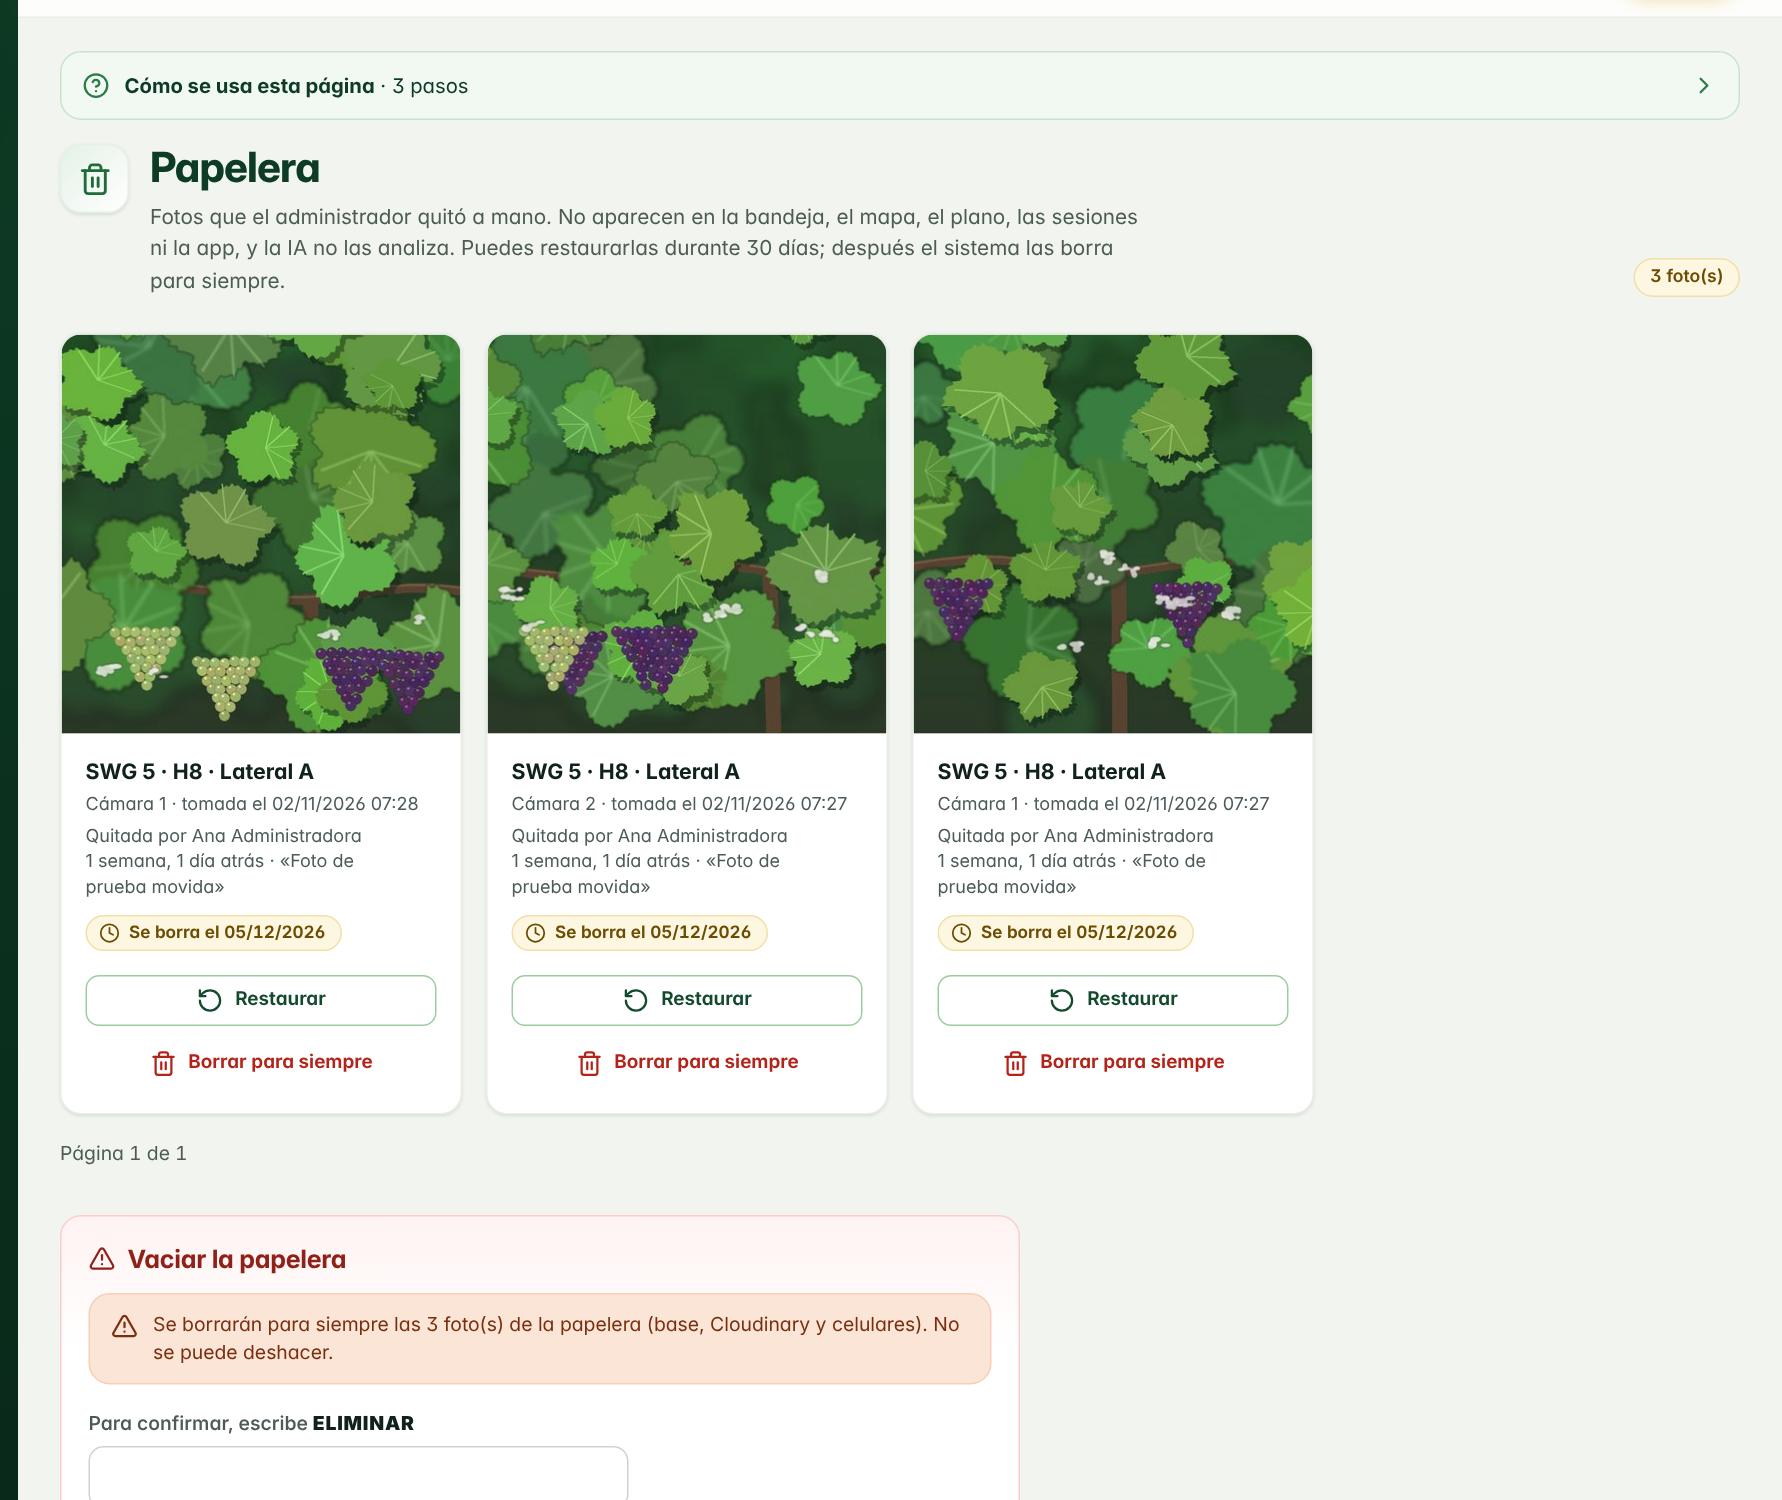 Cómo se usa esta página · 3 pasos
Papelera
Fotos que el administrador quitó a mano. No aparecen en la bandeja, el mapa, el plano, las sesiones
ni la app, y la IA no las analiza. Puedes restaurarlas durante 30 días; después el sistema las borra
para siempre.
3 foto(s)
SWG 5 · H8 · Lateral A
Cámara 1 · tomada el 02/11/2026 07:28
Quitada por Ana Administradora
1 semana, 1 día atrás · «Foto de
prueba movida»
Se borra el 05/12/2026
Restaurar
Borrar para siempre
SWG 5 · H8 · Lateral A
Cámara 2 · tomada el 02/11/2026 07:27
Quitada por Ana Administradora
1 semana, 1 día atrás · «Foto de
prueba movida»
Se borra el 05/12/2026
Restaurar
Borrar para siempre
SWG 5 · H8 · Lateral A
Cámara 1 · tomada el 02/11/2026 07:27
Quitada por Ana Administradora
1 semana, 1 día atrás · «Foto de
prueba movida»
Se borra el 05/12/2026
Restaurar
Borrar para siempre
Página 1 de 1
Vaciar la papelera
Se borrarán para siempre las 3 foto(s) de la papelera (base, Cloudinary y celulares). No
se puede deshacer.
Para confirmar, escribe ELIMINAR